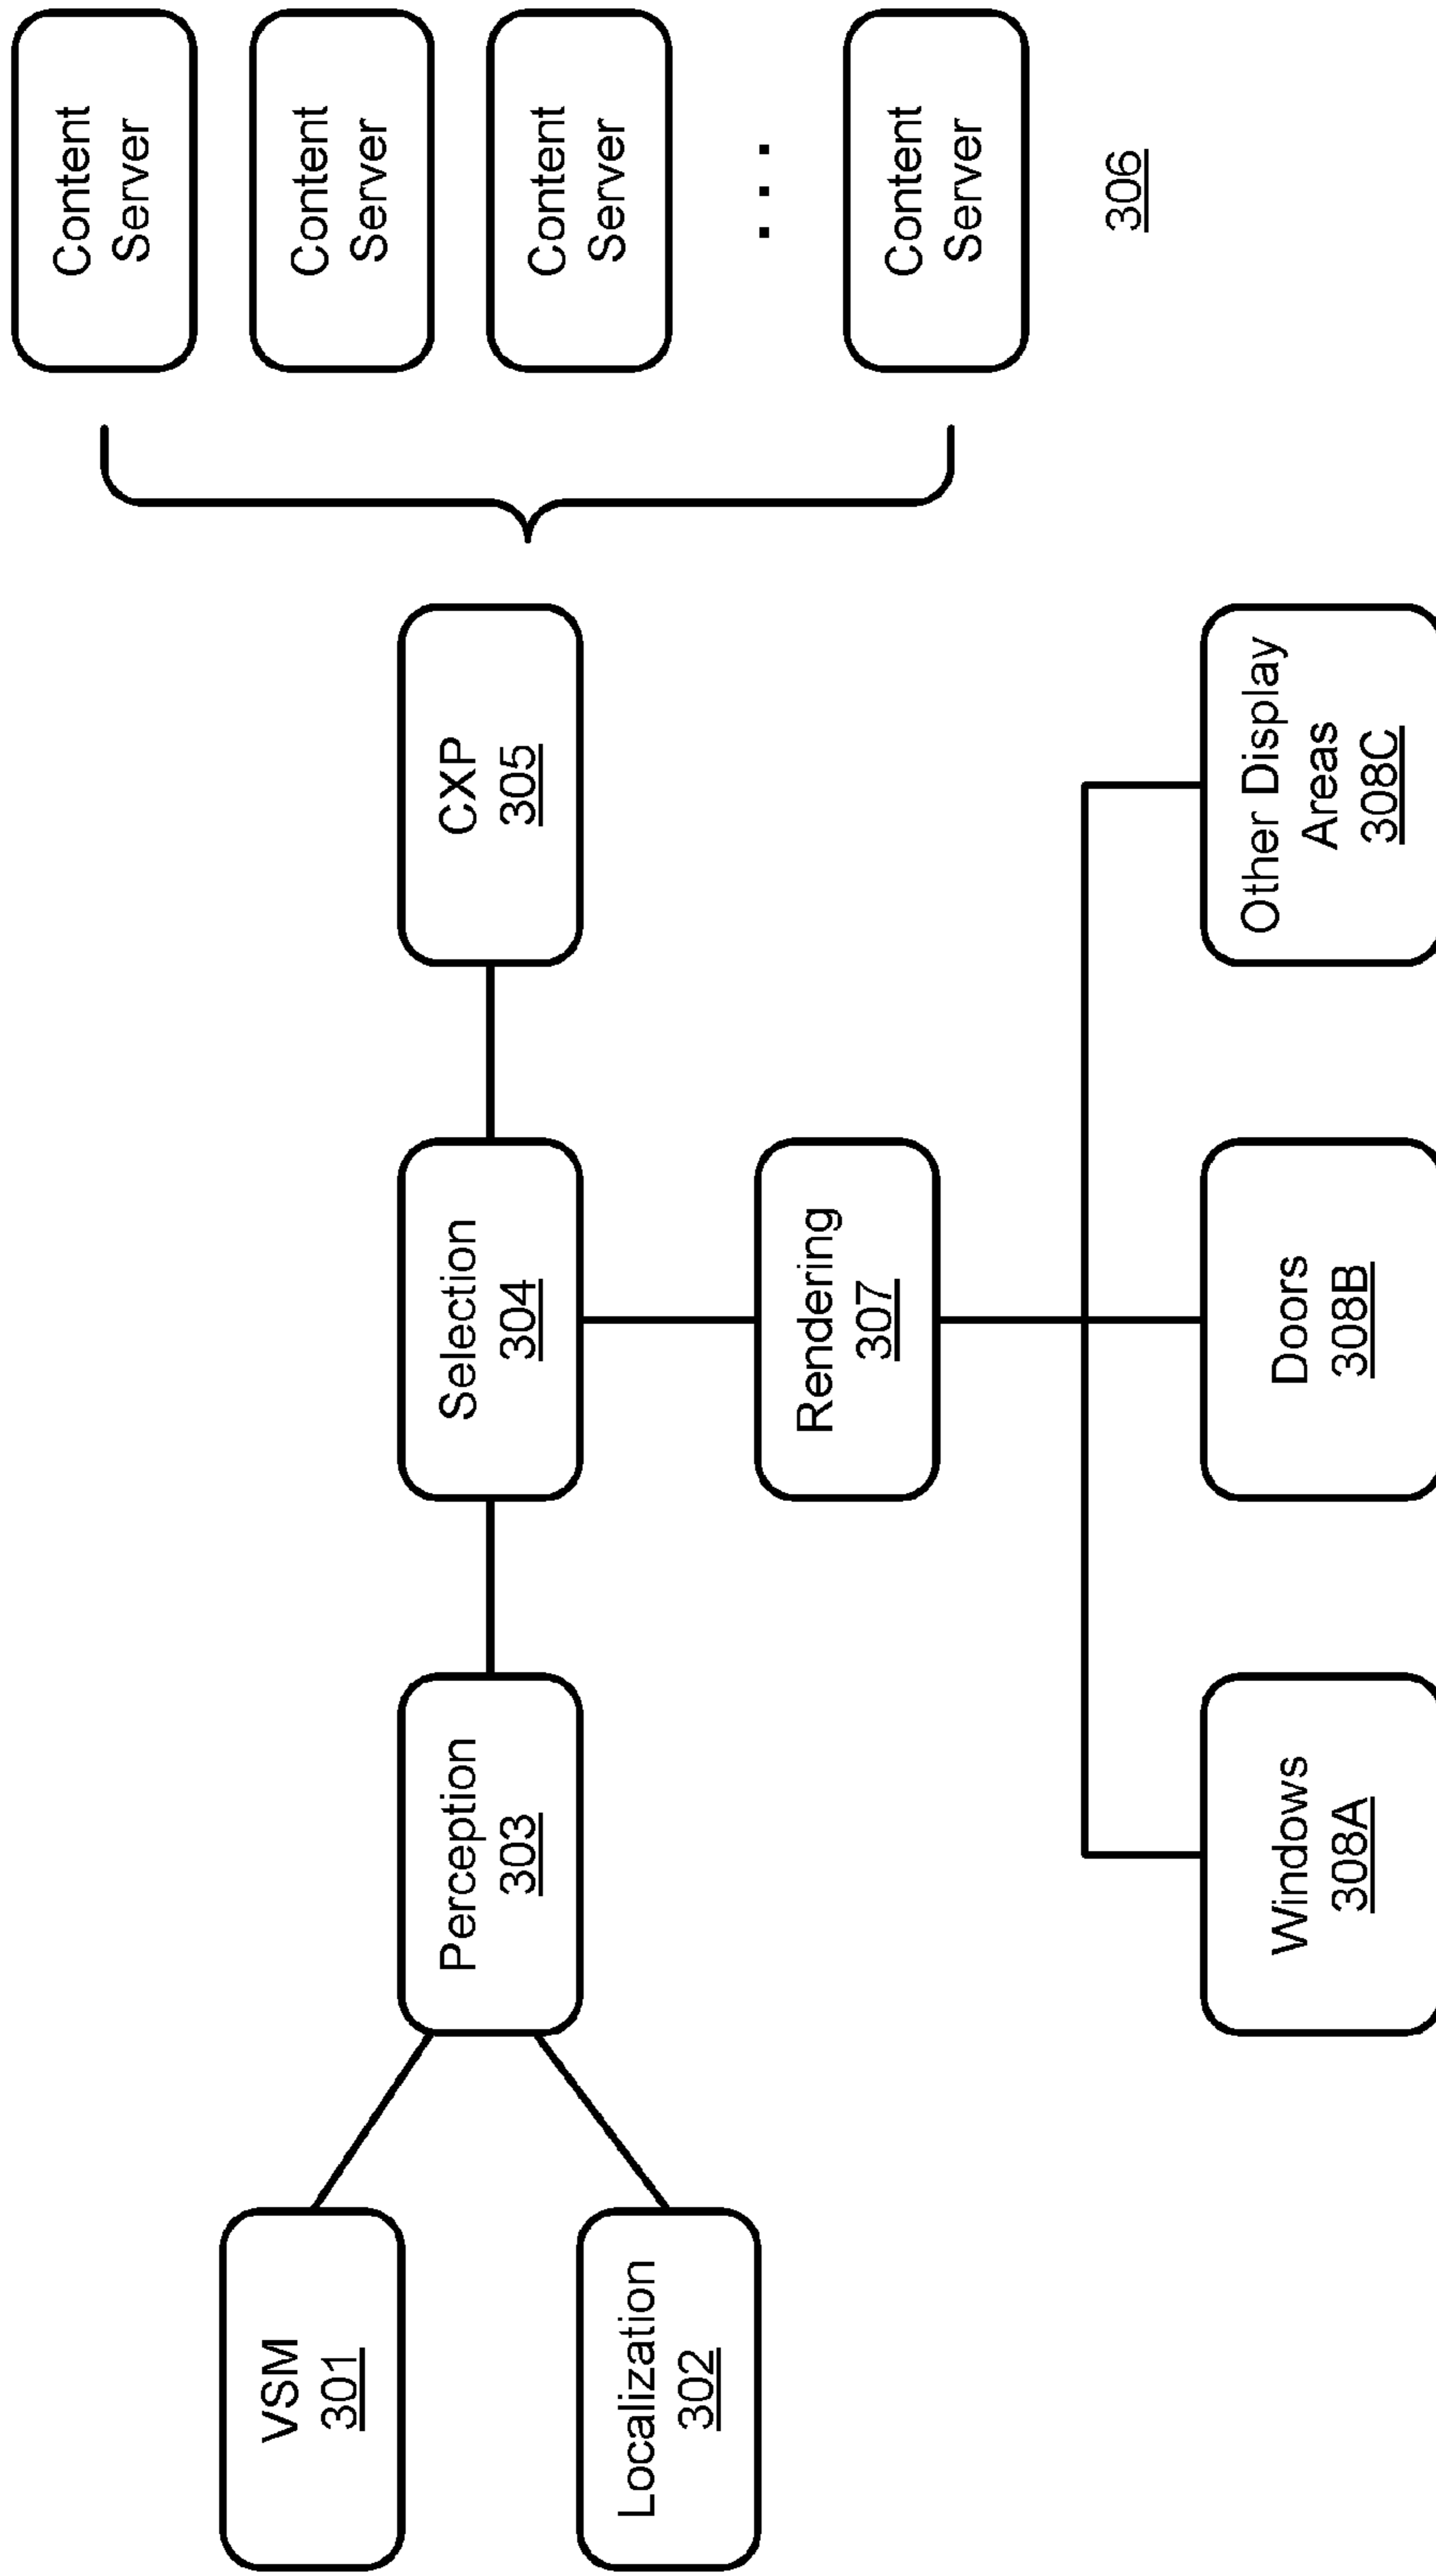 VSM
301
Localization
302
Perception
303
Selection
304
CXP
305
Content
Server
Content
Server
Content
Server
. . .
Content
Server
306
Rendering
307
Windows
308A
Doors
308B
Other Display
Areas
308C